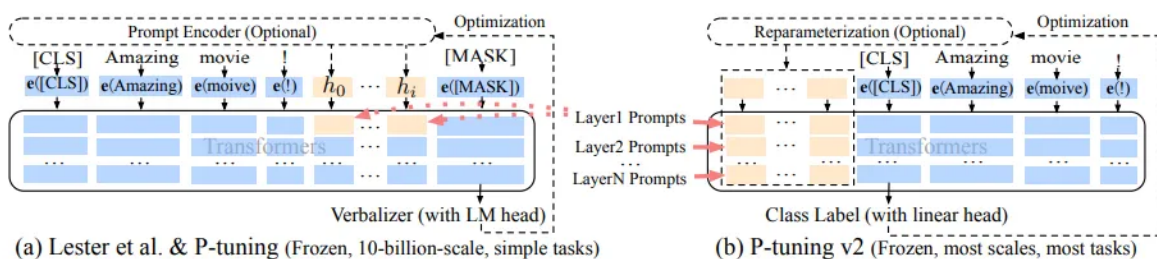 Prompt Encoder (Optional)
Optimization
[CLS] Amazing movie ! [MASK]
e([CLS]) e(Amazing) e(moive) e(!) h0 ... hi e([MASK])
Transformers
... ... ... ... ... ...
Verbalizer (with LM head)
(a) Lester et al. & P-tuning (Frozen, 10-billion-scale, simple tasks)
Layer1 Prompts
Layer2 Prompts
...
LayerN Prompts
Reparameterization (Optional)
Optimization
[CLS] Amazing movie !
... e([CLS]) e(Amazing) e(moive) e(!)
Transformers
... ... ... ... ...
Class Label (with linear head)
(b) P-tuning v2 (Frozen, most scales, most tasks)